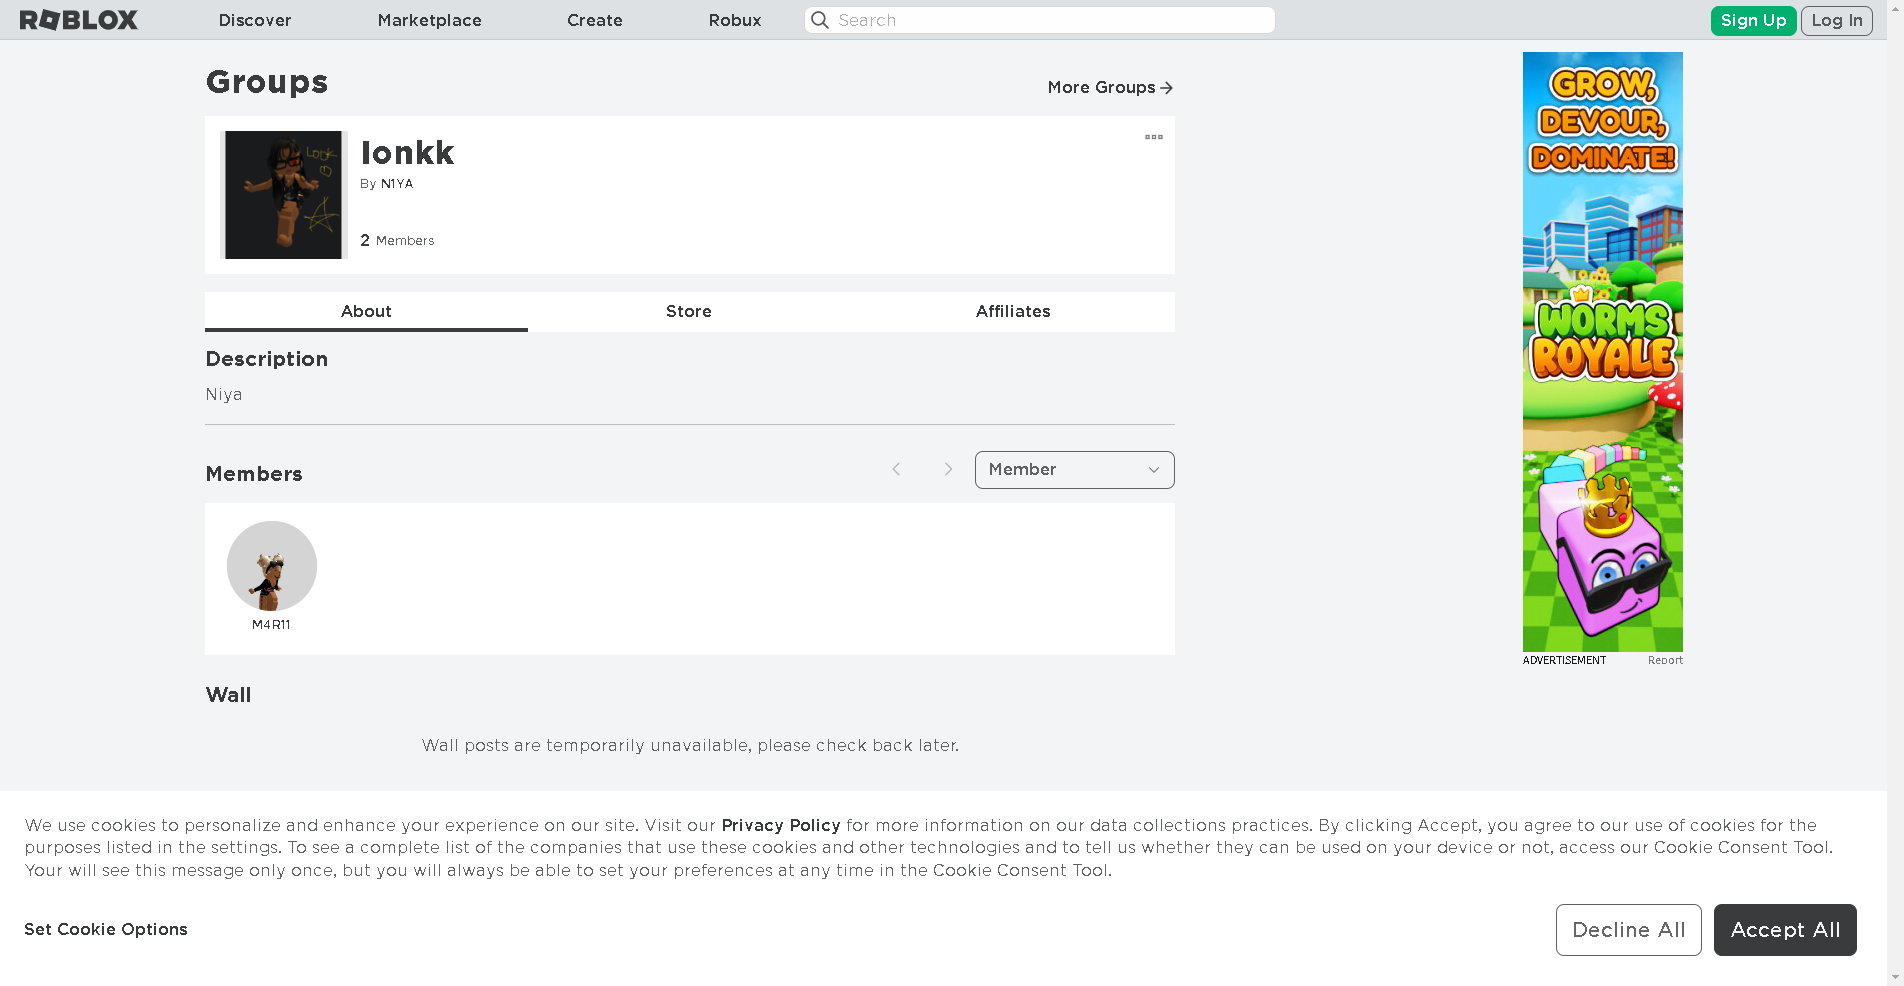 ROBLOX
Discover
Marketplace
Create
Robux
Search
Sign Up
Log In
Groups
More Groups
LOOK
lonkk
By N1YA
2 Members
About
Store
Affiliates
Description
Niya
Members
Member
M4R11
Wall
Wall posts are temporarily unavailable, please check back later.
GROW,
DEVOUR,
DOMINATE!
WORMS
ROYALE
ADVERTISEMENT
Report
We use cookies to personalize and enhance your experience on our site. Visit our Privacy Policy for more information on our data collections practices. By clicking Accept, you agree to our use of cookies for the
purposes listed in the settings. To see a complete list of the companies that use these cookies and other technologies and to tell us whether they can be used on your device or not, access our Cookie Consent Tool.
Your will see this message only once, but you will always be able to set your preferences at any time in the Cookie Consent Tool.
Set Cookie Options
Decline All
Accept All